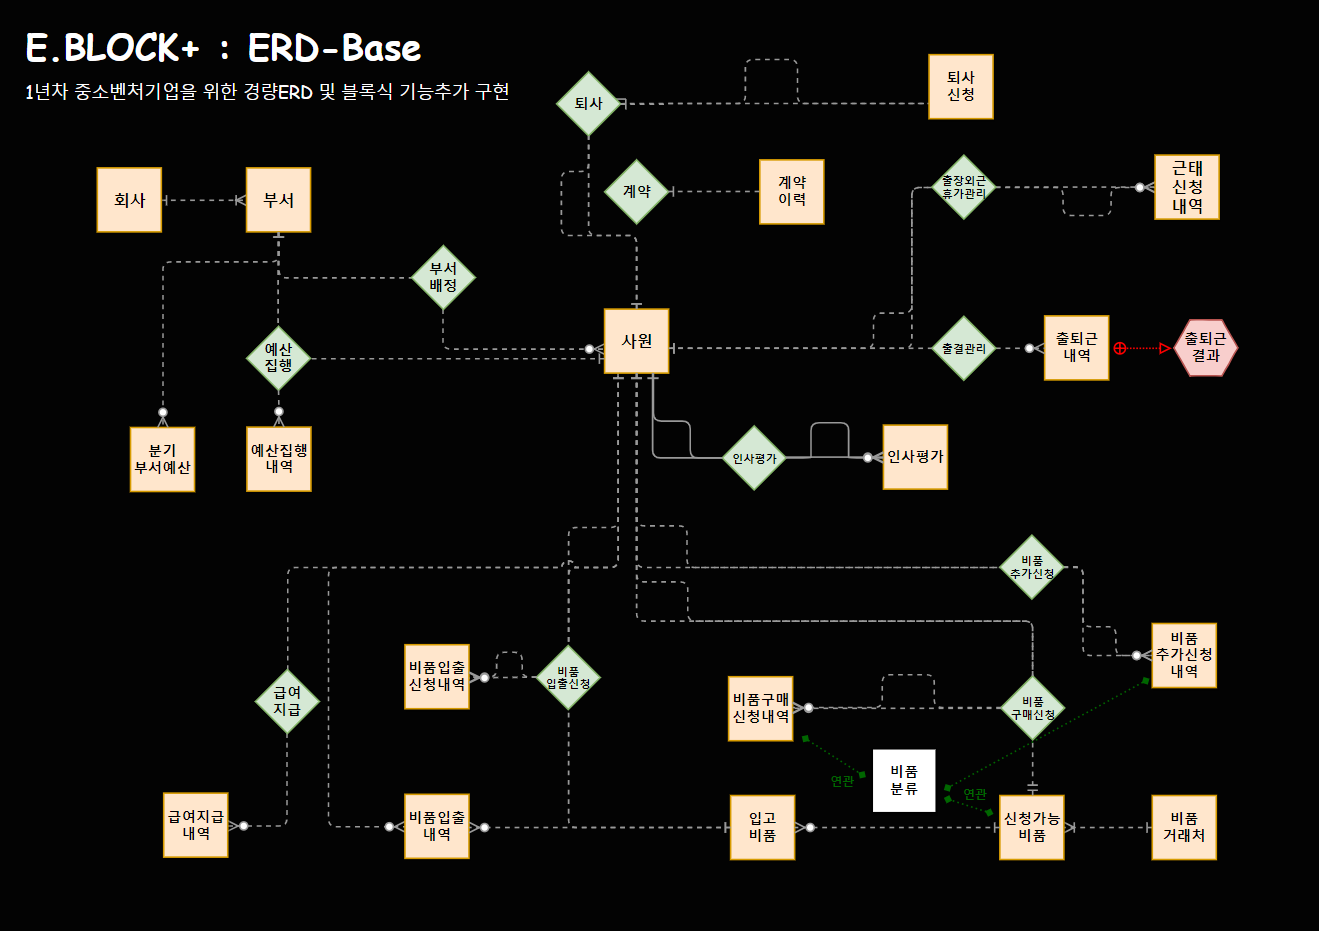 E.BLOCK+ : ERD-Base
1년차 중소벤처기업을 위한 경량ERD 및 블록식 기능추가 구현
퇴사
퇴사
신청
회사
부서
계약
계약
이력
출장외근
휴가관리
근태
신청
내역
부서
배정
사원
예산
집행
출결관리
출퇴근
내역
출퇴근
결과
분기
부서예산
예산집행
내역
인사평가
인사평가
비품
추가신청
비품
추가신청
내역
비품입출
신청내역
비품
입출신청
급여
지급
비품구매
신청내역
비품
구매신청
비품
분류
연관
연관
급여지급
내역
비품입출
내역
입고
비품
신청가능
비품
비품
거래처